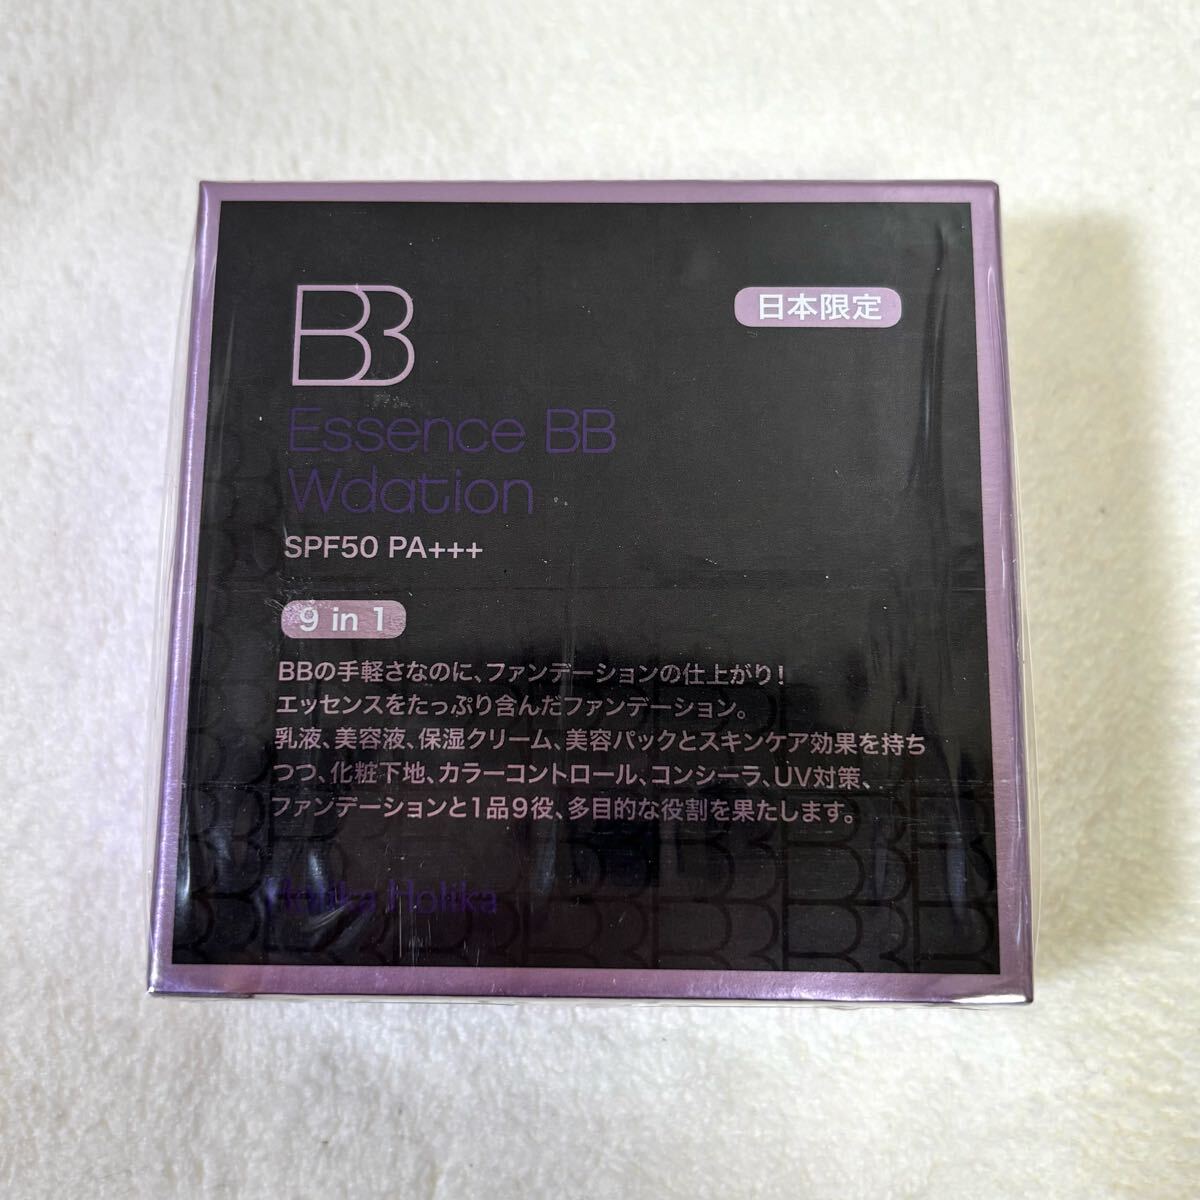 BB
日本限定
Essence BB
Wdation
SPF50 PA+++
9 in 1
BBの手軽さなのに、ファンデーションの仕上がり！
エッセンスをたっぷり含んだファンデーション。
乳液、美容液、保湿クリーム、美容パックとスキンケア効果を持ち
つつ、化粧下地、カラーコントロール、コンシーラ、UV対策、
ファンデーションと1品9役、多目的な役割を果たします。
Holika Holika